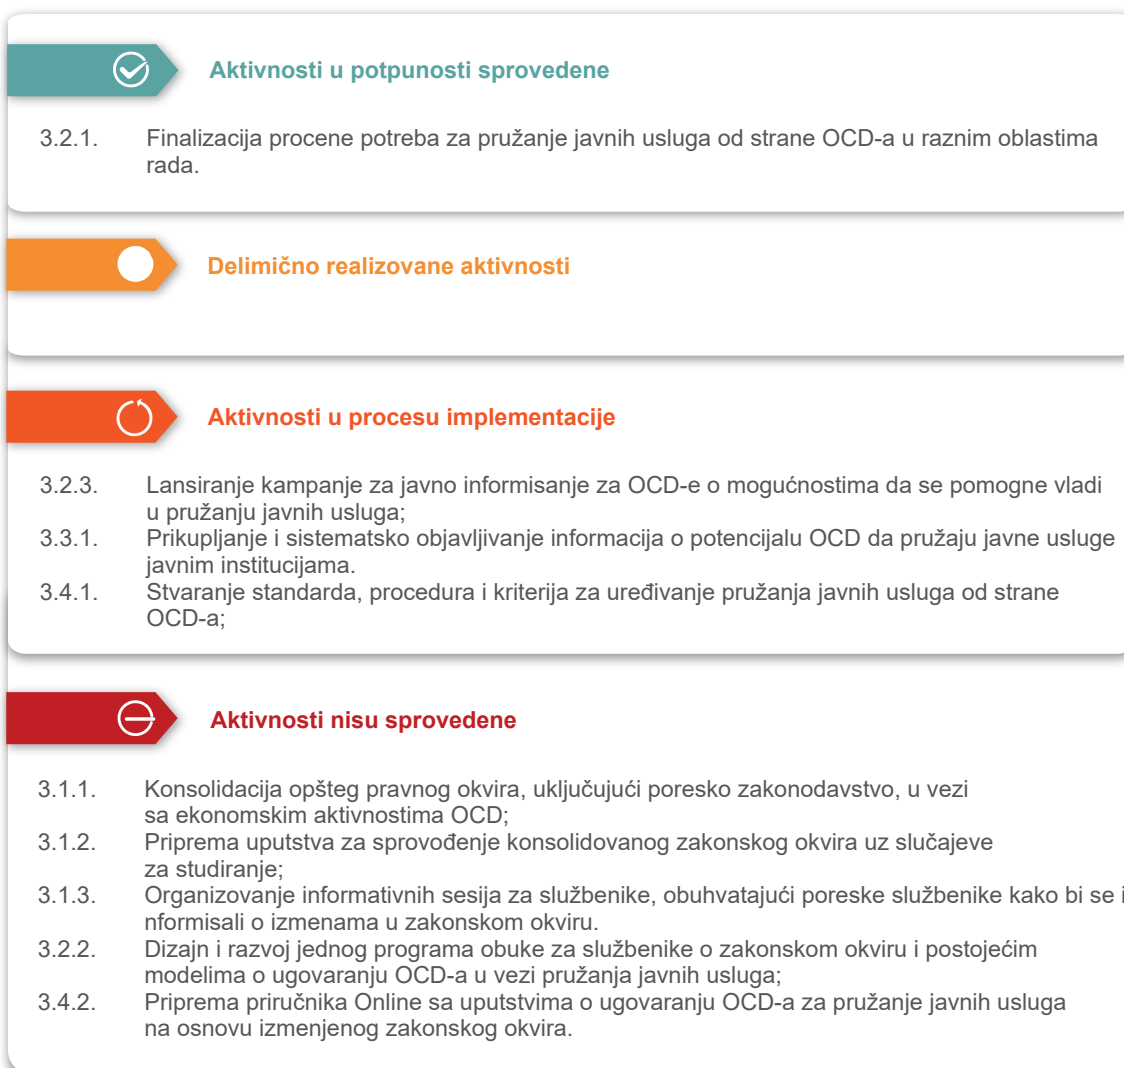 Aktivnosti u potpunosti sprovedene
3.2.1. Finalizacija procene potreba za pružanje javnih usluga od strane OCD-a u raznim oblastima
rada.
Delimično realizovane aktivnosti
Aktivnosti u procesu implementacije
3.2.3. Lansiranje kampanje za javno informisanje za OCD-e o mogućnostima da se pomogne vladi
u pružanju javnih usluga;
3.3.1. Prikupljanje i sistematsko objavljivanje informacija o potencijalu OCD da pružaju javne usluge
javnim institucijama.
3.4.1. Stvaranje standarda, procedura i kriterija za uređivanje pružanja javnih usluga od strane
OCD-a;
Aktivnosti nisu sprovedene
3.1.1. Konsolidacija opšteg pravnog okvira, uključujući poresko zakonodavstvo, u vezi
sa ekonomskim aktivnostima OCD;
3.1.2. Priprema uputstva za sprovođenje konsolidovanog zakonskog okvira uz slučajeve
za studiranje;
3.1.3. Organizovanje informativnih sesija za službenike, obuhvatajući poreske službenike kako bi se i
nformisali o izmenama u zakonskom okviru.
3.2.2. Dizajn i razvoj jednog programa obuke za službenike o zakonskom okviru i postojećim
modelima o ugovaranju OCD-a u vezi pružanja javnih usluga;
3.4.2. Priprema priručnika Online sa uputstvima o ugovaranju OCD-a za pružanje javnih usluga
na osnovu izmenjenog zakonskog okvira.